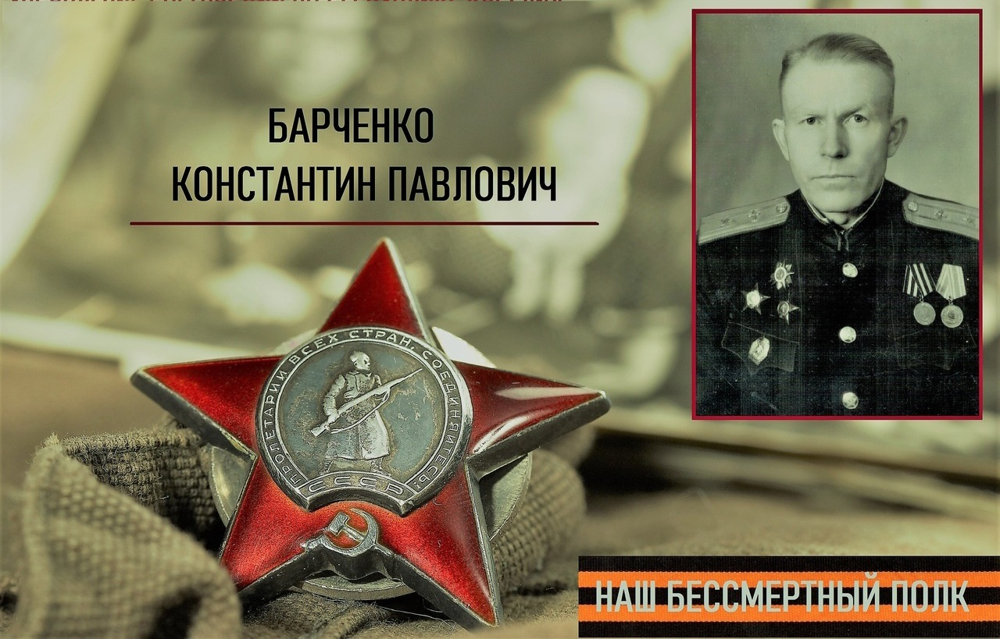 БАРЧЕНКО
КОНСТАНТИН ПАВЛОВИЧ
ПРОЛЕТАРИИ ВСЕХ СТРАН, СОЕДИНЯЙТЕСЬ!
СССР
НАШ БЕССМЕРТНЫЙ ПОЛК